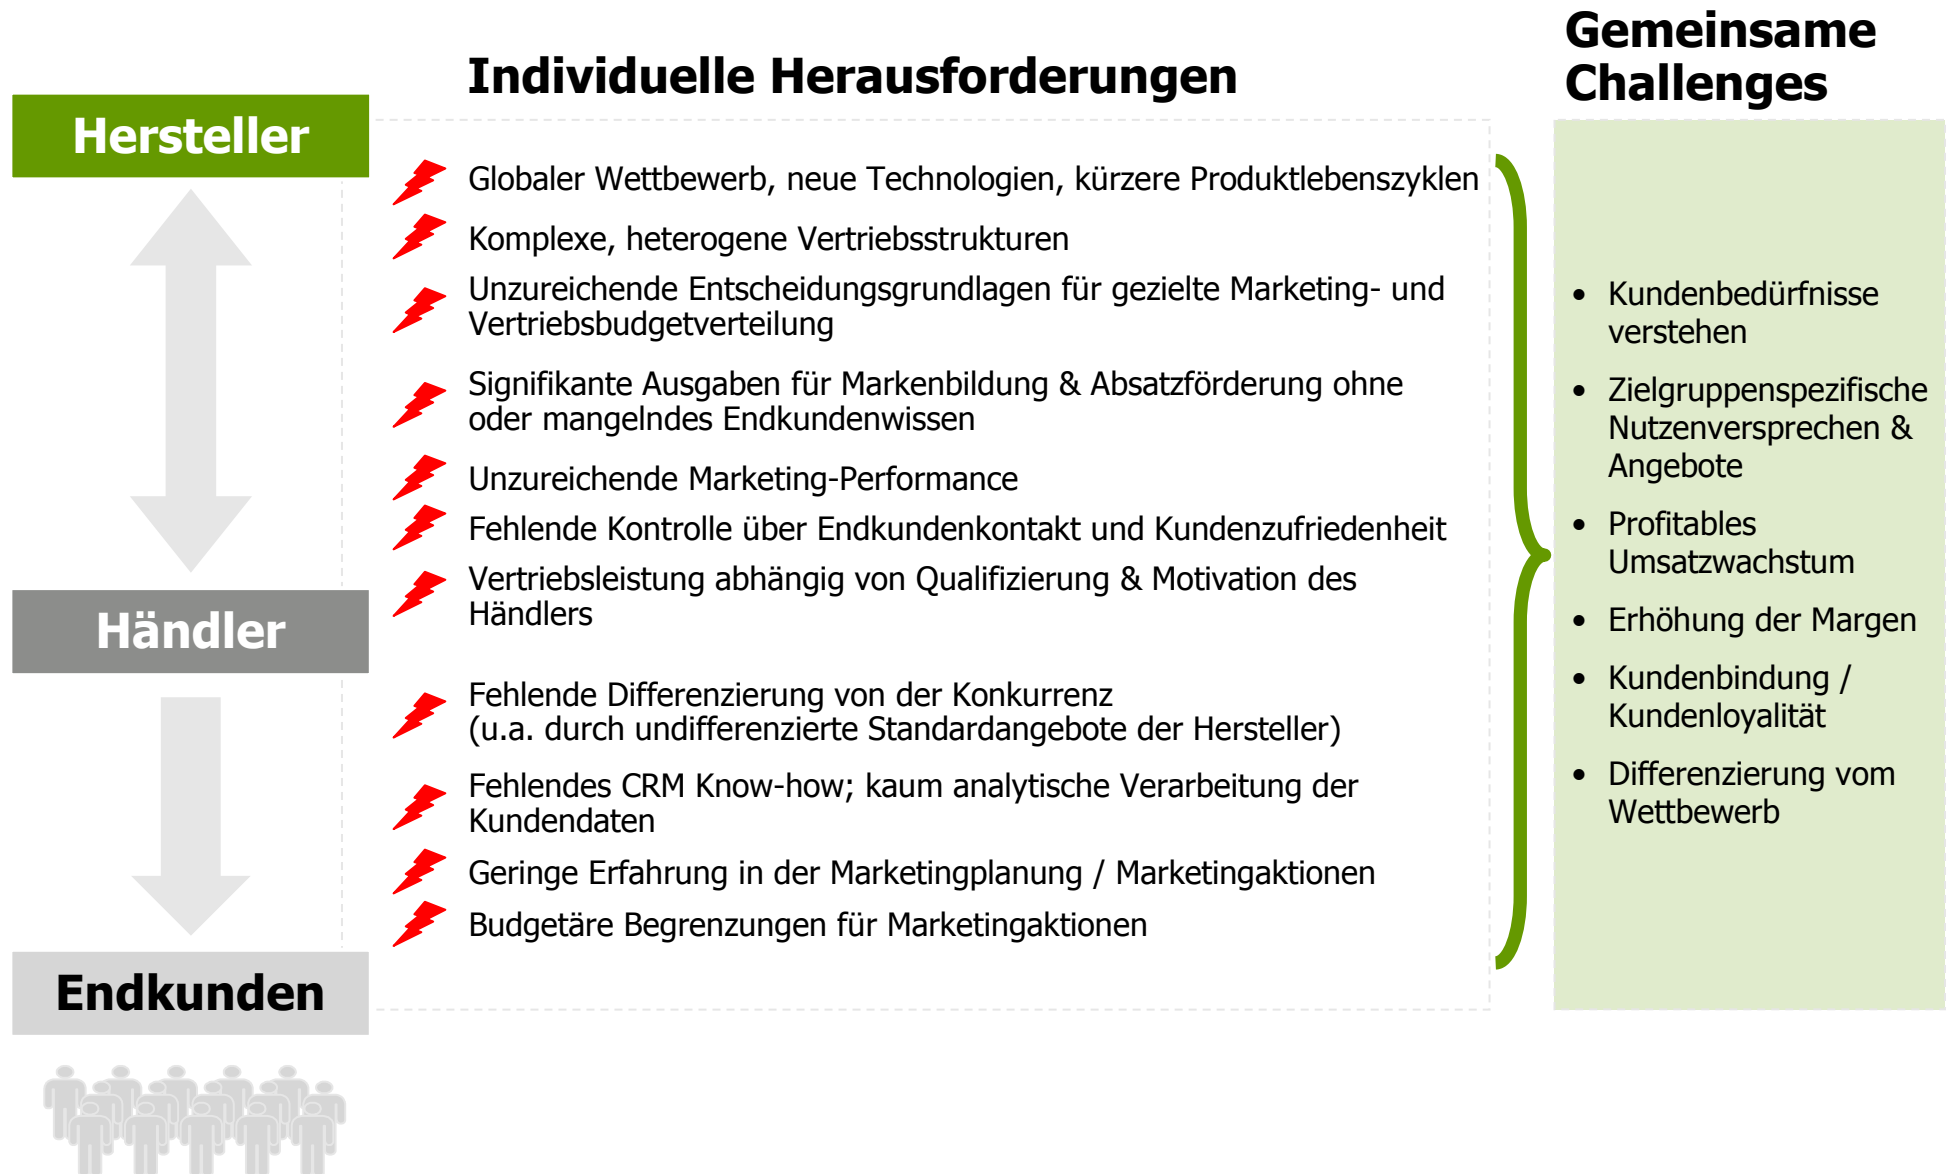 Individuelle Herausforderungen
Gemeinsame
Challenges
Hersteller
Globaler Wettbewerb, neue Technologien, kürzere Produktlebenszyklen
Komplexe, heterogene Vertriebsstrukturen
Unzureichende Entscheidungsgrundlagen für gezielte Marketing- und
Vertriebsbudgetverteilung
Signifikante Ausgaben für Markenbildung & Absatzförderung ohne
oder mangelndes Endkundenwissen
Unzureichende Marketing-Performance
Fehlende Kontrolle über Endkundenkontakt und Kundenzufriedenheit
Vertriebsleistung abhängig von Qualifizierung & Motivation des
Händlers
Händler
Fehlende Differenzierung von der Konkurrenz
(u.a. durch undifferenzierte Standardangebote der Hersteller)
Fehlendes CRM Know-how; kaum analytische Verarbeitung der
Kundendaten
Geringe Erfahrung in der Marketingplanung / Marketingaktionen
Budgetäre Begrenzungen für Marketingaktionen
Endkunden
• Kundenbedürfnisse
verstehen
• Zielgruppenspezifische
Nutzenversprechen &
Angebote
• Profitables
Umsatzwachstum
• Erhöhung der Margen
• Kundenbindung /
Kundenloyalität
• Differenzierung vom
Wettbewerb